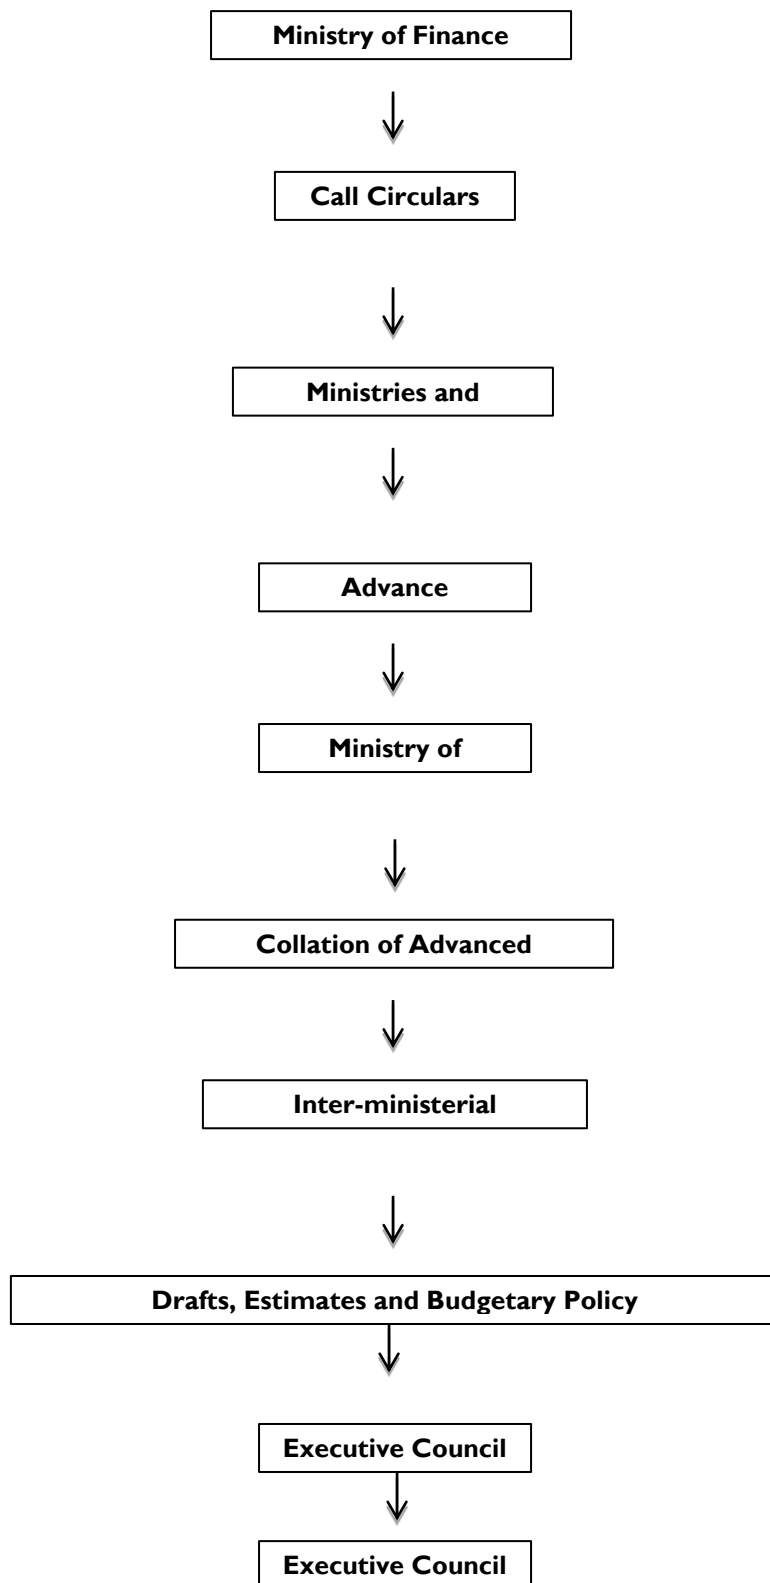 Ministry of Finance
Call Circulars
Ministries and
Advance
Ministry of
Collation of Advanced
Inter-ministerial
Drafts, Estimates and Budgetary Policy
Executive Council
Executive Council